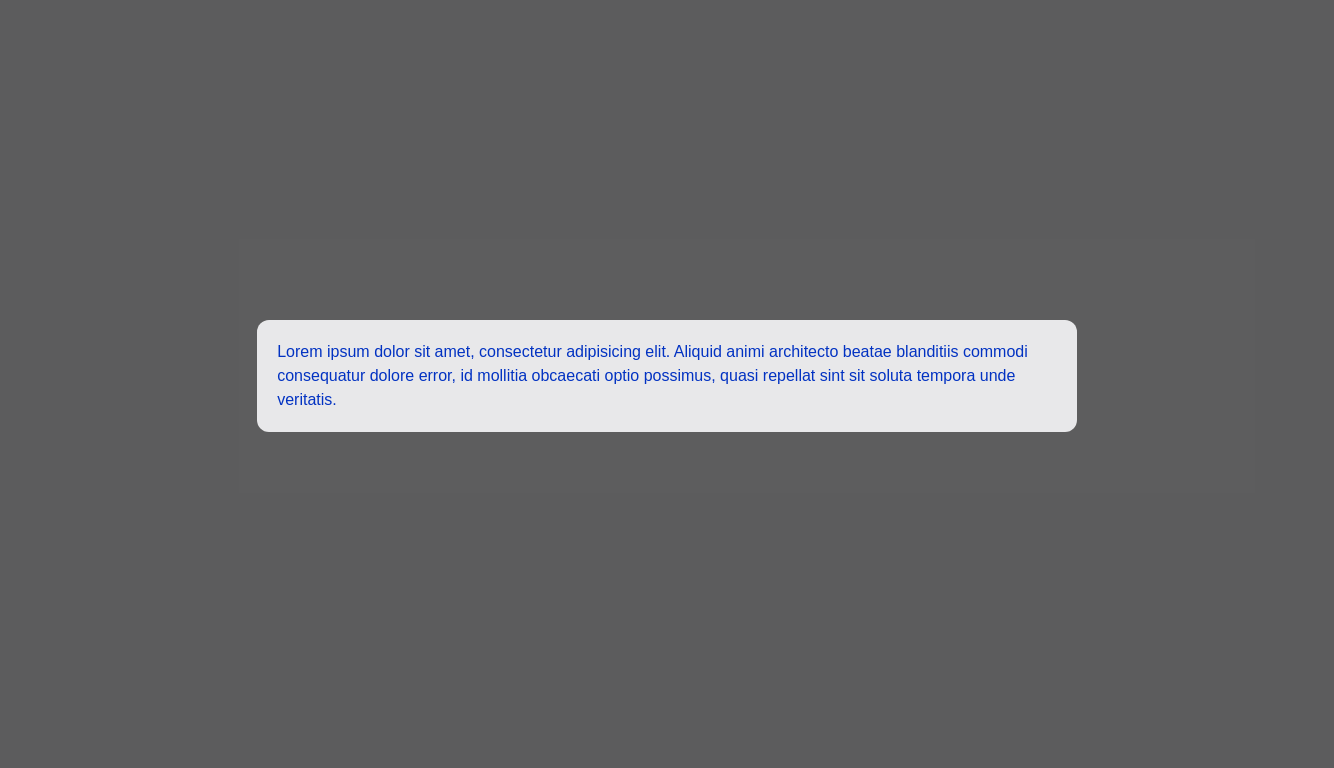 Lorem ipsum dolor sit amet, consectetur adipisicing elit. Aliquid animi architecto beatae blanditiis commodi
consequatur dolore error, id mollitia obcaecati optio possimus, quasi repellat sint sit soluta tempora unde
veritatis.